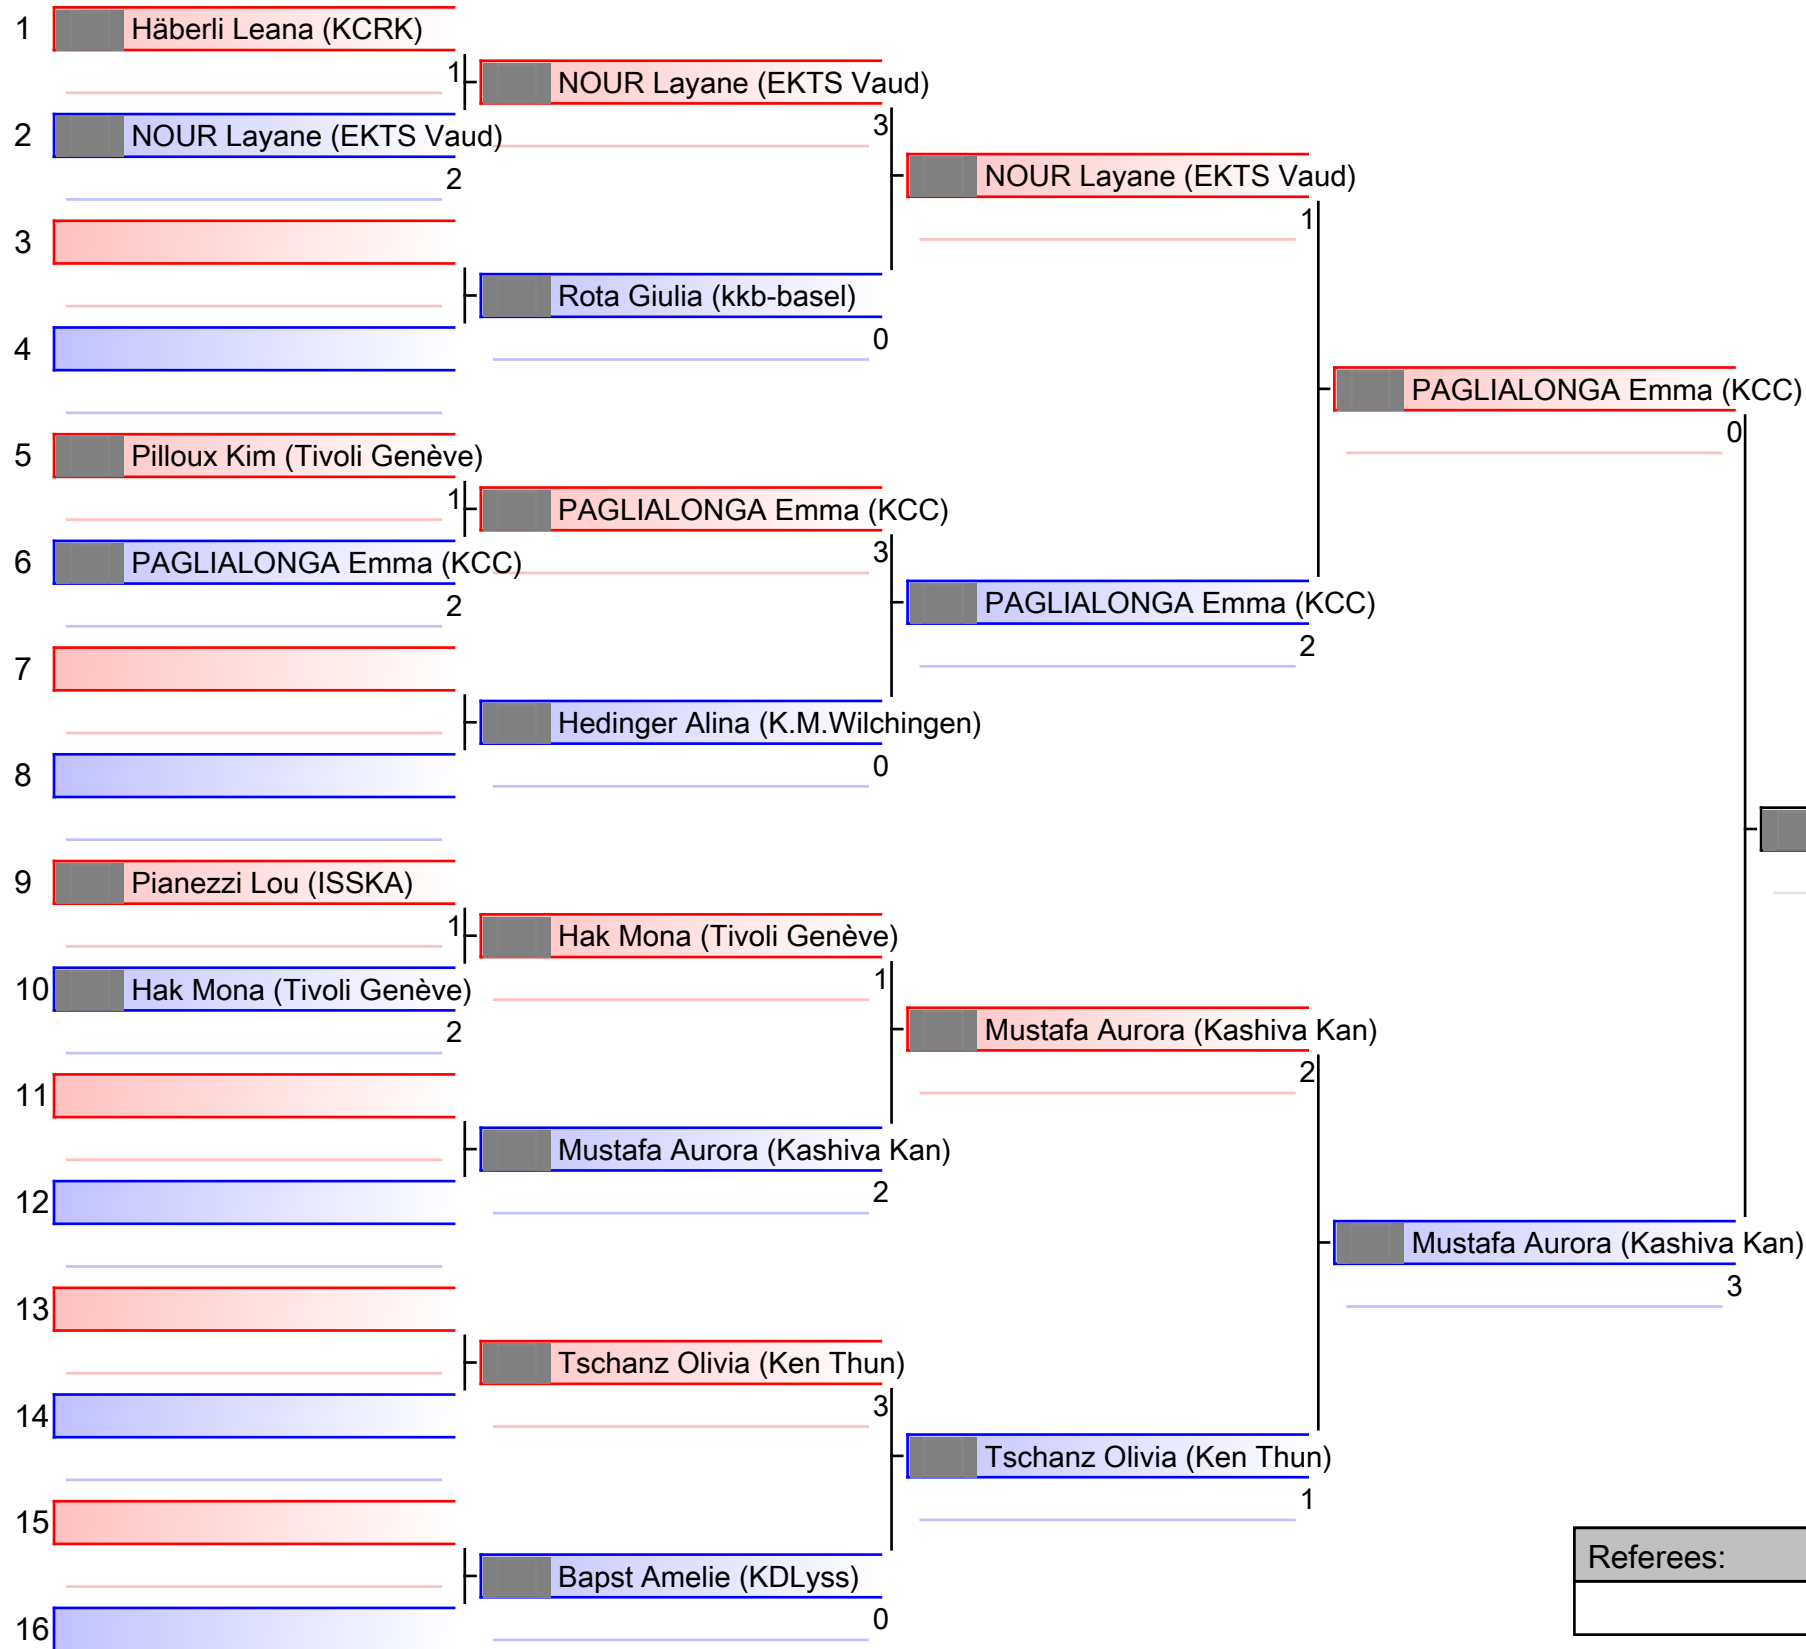 1 Häberli Leana (KCRK)
1 NOUR Layane (EKTS Vaud)
3
2 NOUR Layane (EKTS Vaud)
2
NOUR Layane (EKTS Vaud)
1
3
Rota Giulia (kkb-basel)
0
4
PAGLIALONGA Emma (KCC)
0
5 Pilloux Kim (Tivoli Genève)
1 PAGLIALONGA Emma (KCC)
3
6 PAGLIALONGA Emma (KCC)
2
PAGLIALONGA Emma (KCC)
2
7
Hedinger Alina (K.M.Wilchingen)
0
8
9 Pianezzi Lou (ISSKA)
1 Hak Mona (Tivoli Genève)
1
10 Hak Mona (Tivoli Genève)
2
Mustafa Aurora (Kashiva Kan)
2
11
Mustafa Aurora (Kashiva Kan)
2
12
Mustafa Aurora (Kashiva Kan)
3
13
Tschanz Olivia (Ken Thun)
3
14
Tschanz Olivia (Ken Thun)
1
15
Bapst Amelie (KDLyss)
0
16
Referees: